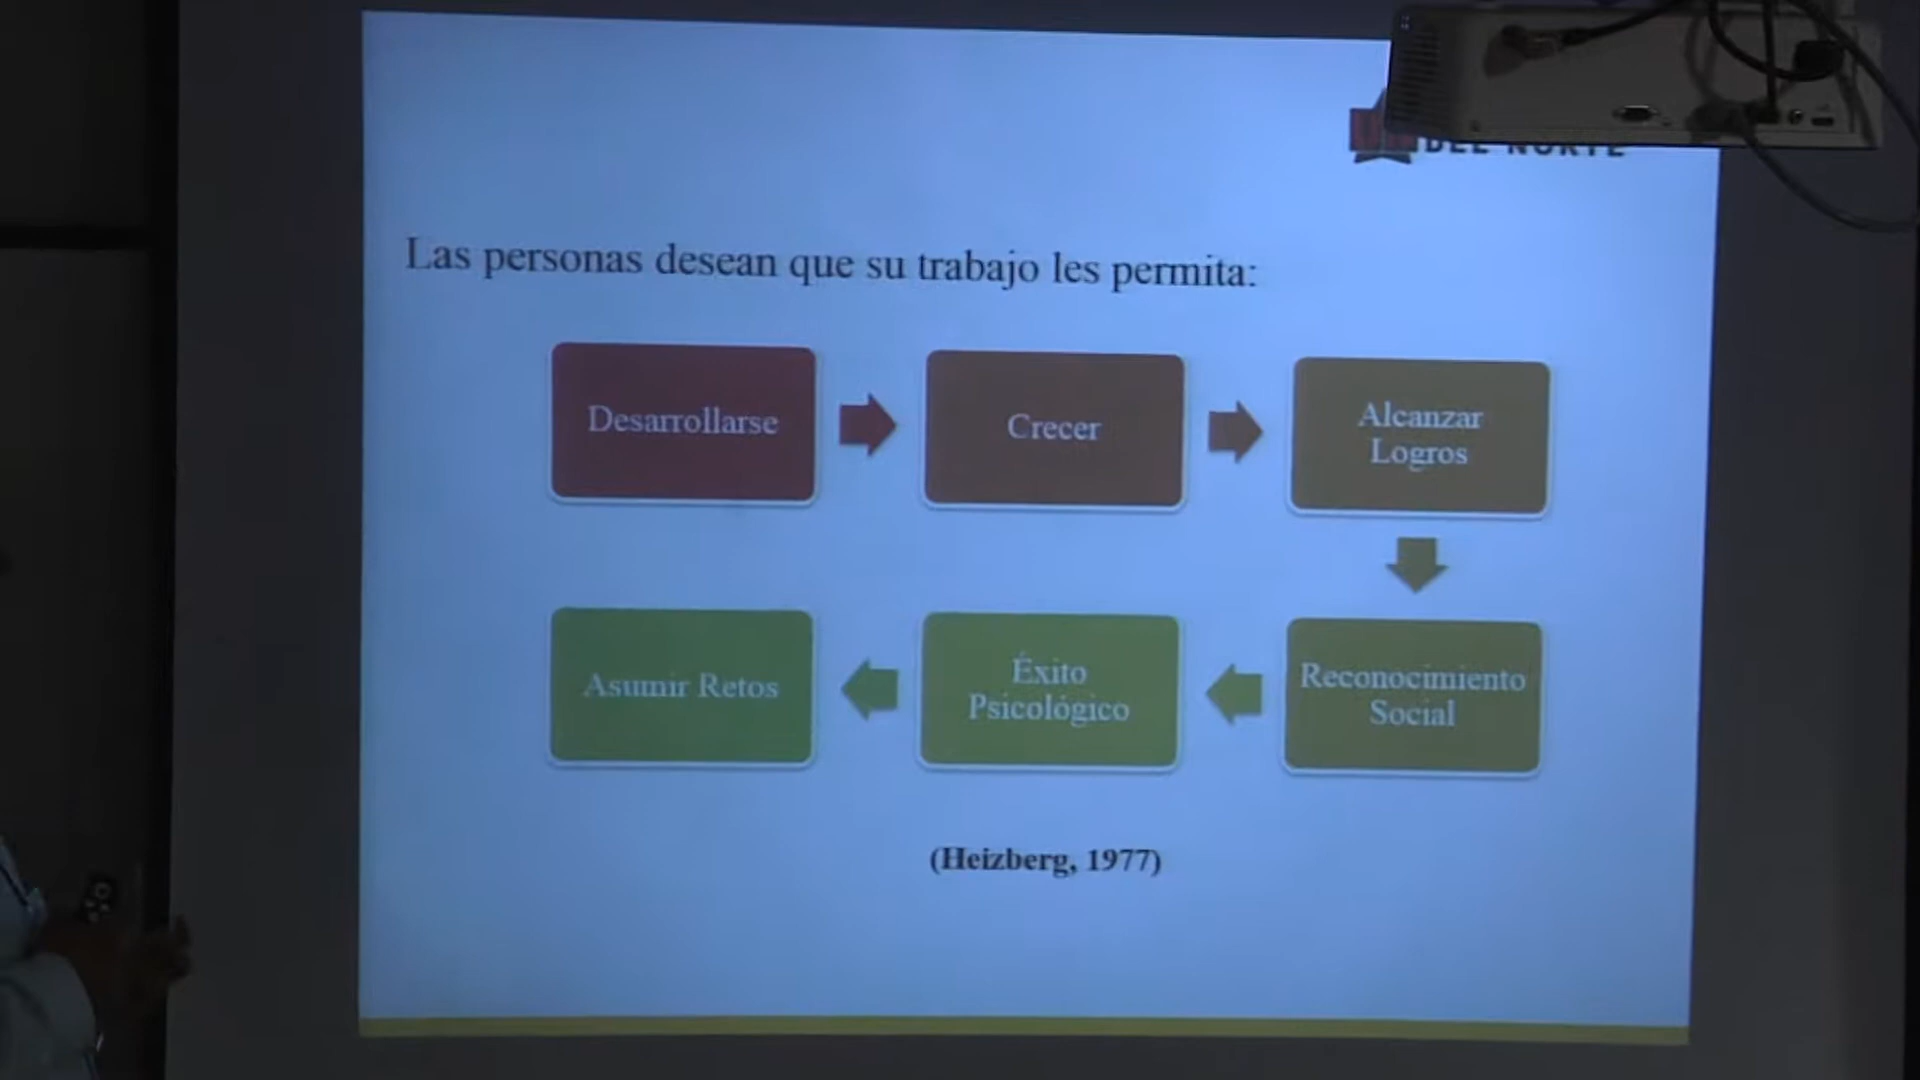 DEL NORTE
Las personas desean que su trabajo les permita:
Desarrollarse
Crecer
Alcanzar
Logros
Reconocimiento
Social
Éxito
Psicológico
Asumir Retos
(Heizberg, 1977)